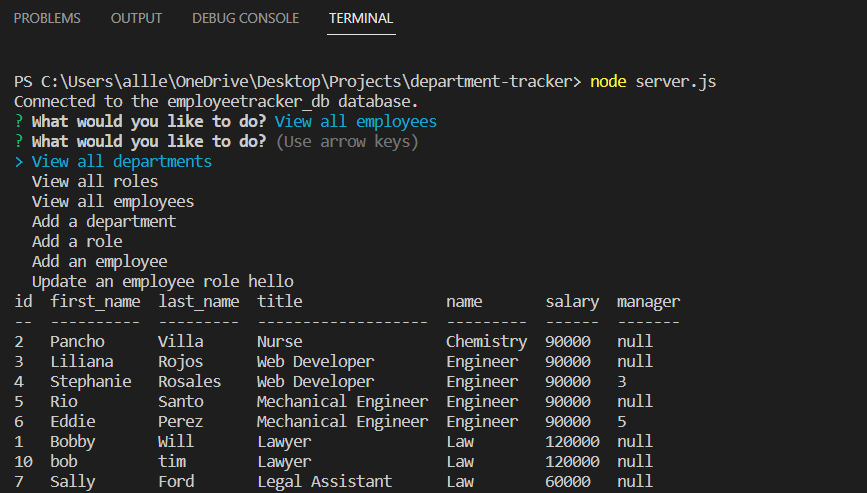 PROBLEMS OUTPUT DEBUG CONSOLE TERMINAL
PS C:\Users\allle\OneDrive\Desktop\Projects\department-tracker> node server.js
Connected to the employeetracker_db database.
? What would you like to do? View all employees
? What would you like to do? (Use arrow keys)
> View all departments
  View all roles
  View all employees
  Add a department
  Add a role
  Add an employee
  Update an employee role hello
id  first_name  last_name  title                name       salary  manager
--  ----------  ---------  -------------------  ---------  ------  -------
2   Pancho      Villa      Nurse                Chemistry  90000   null
3   Liliana     Rojos      Web Developer        Engineer   90000   null
4   Stephanie   Rosales    Web Developer        Engineer   90000   3
5   Rio         Santo      Mechanical Engineer  Engineer   90000   null
6   Eddie       Perez      Mechanical Engineer  Engineer   90000   5
1   Bobby       Will       Lawyer               Law        120000  null
10  bob         tim        Lawyer               Law        120000  null
7   Sally       Ford       Legal Assistant      Law        60000   null